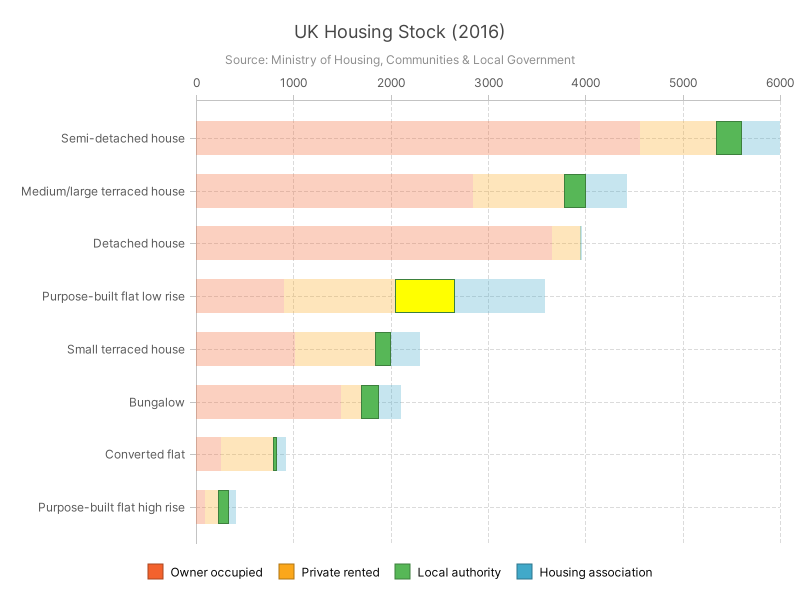 UK Housing Stock (2016)
Source: Ministry of Housing, Communities & Local Government
0 1000 2000 3000 4000 5000 6000
Semi-detached house
Medium/large terraced house
Detached house
Purpose-built flat low rise
Small terraced house
Bungalow
Converted flat
Purpose-built flat high rise
Owner occupied Private rented Local authority Housing association